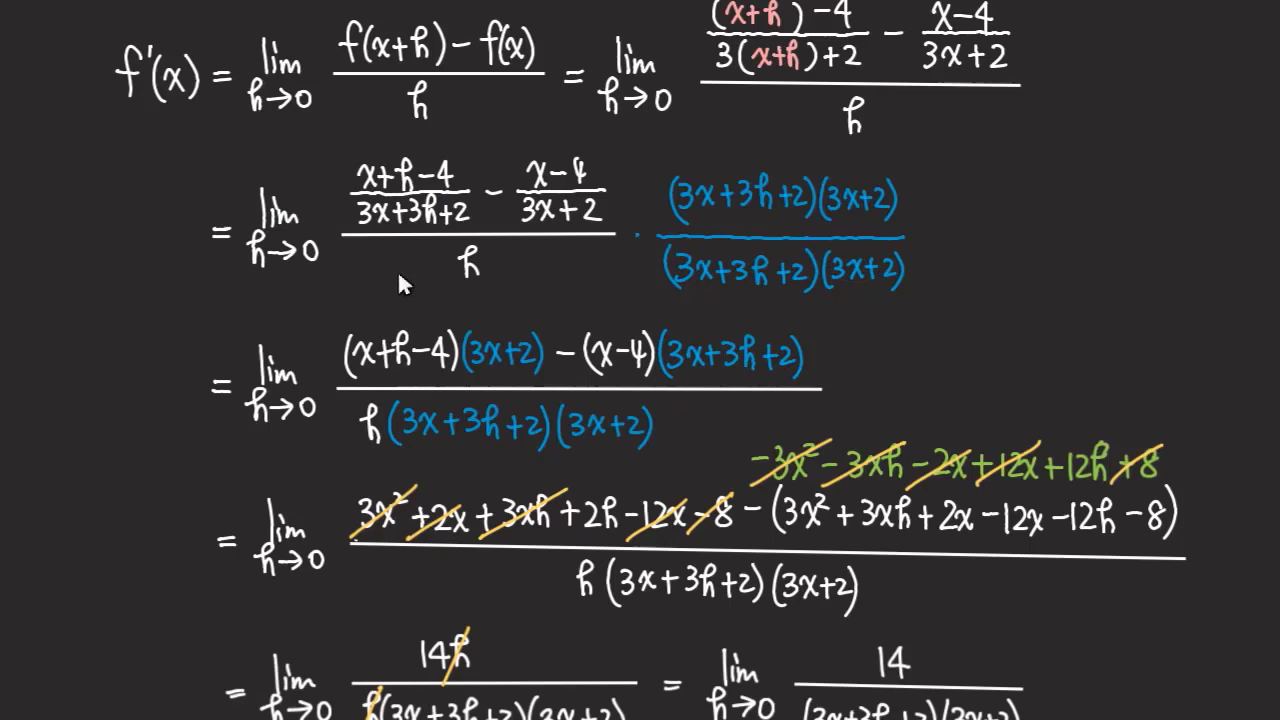 f'(x) = lim h→0 (f(x+h) − f(x))/h = lim h→0 (((x+h) − 4)/(3(x+h) + 2) − (x−4)/(3x+2))/h
= lim h→0 ((x+h−4)/(3x+3h+2) − (x−4)/(3x+2))/h · ((3x+3h+2)(3x+2))/((3x+3h+2)(3x+2))
= lim h→0 ((x+h−4)(3x+2) − (x−4)(3x+3h+2))/(h(3x+3h+2)(3x+2))
−3x² − 3xh − 2x + 12x + 12h + 8
= lim h→0 (3x² + 2x + 3xh + 2h − 12x − 8 − (3x² + 3xh + 2x − 12x − 12h − 8))/(h(3x+3h+2)(3x+2))
= lim h→0 14h/(h(3x+3h+2)(3x+2)) = lim h→0 14/((3x+3h+2)(3x+2))